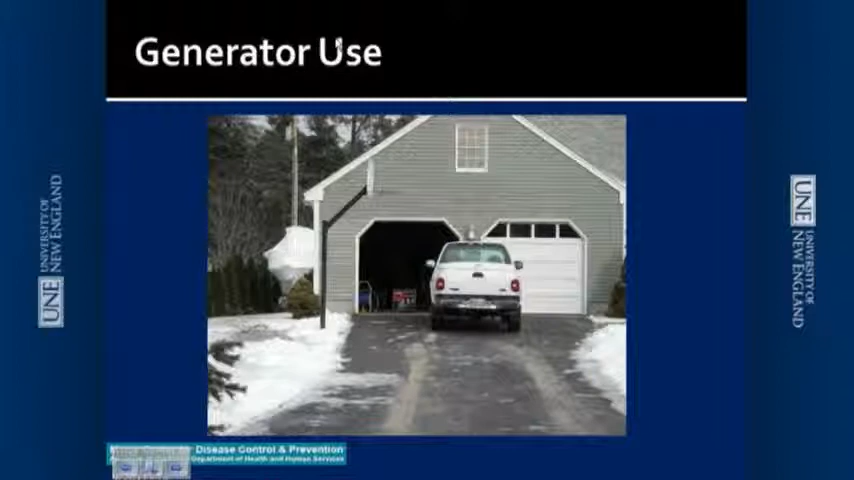 Generator Use
UNIVERSITY OF
NEW ENGLAND
UNE
UNE
UNIVERSITY OF
NEW ENGLAND
Disease Control & Prevention
Department of Health and Human Services